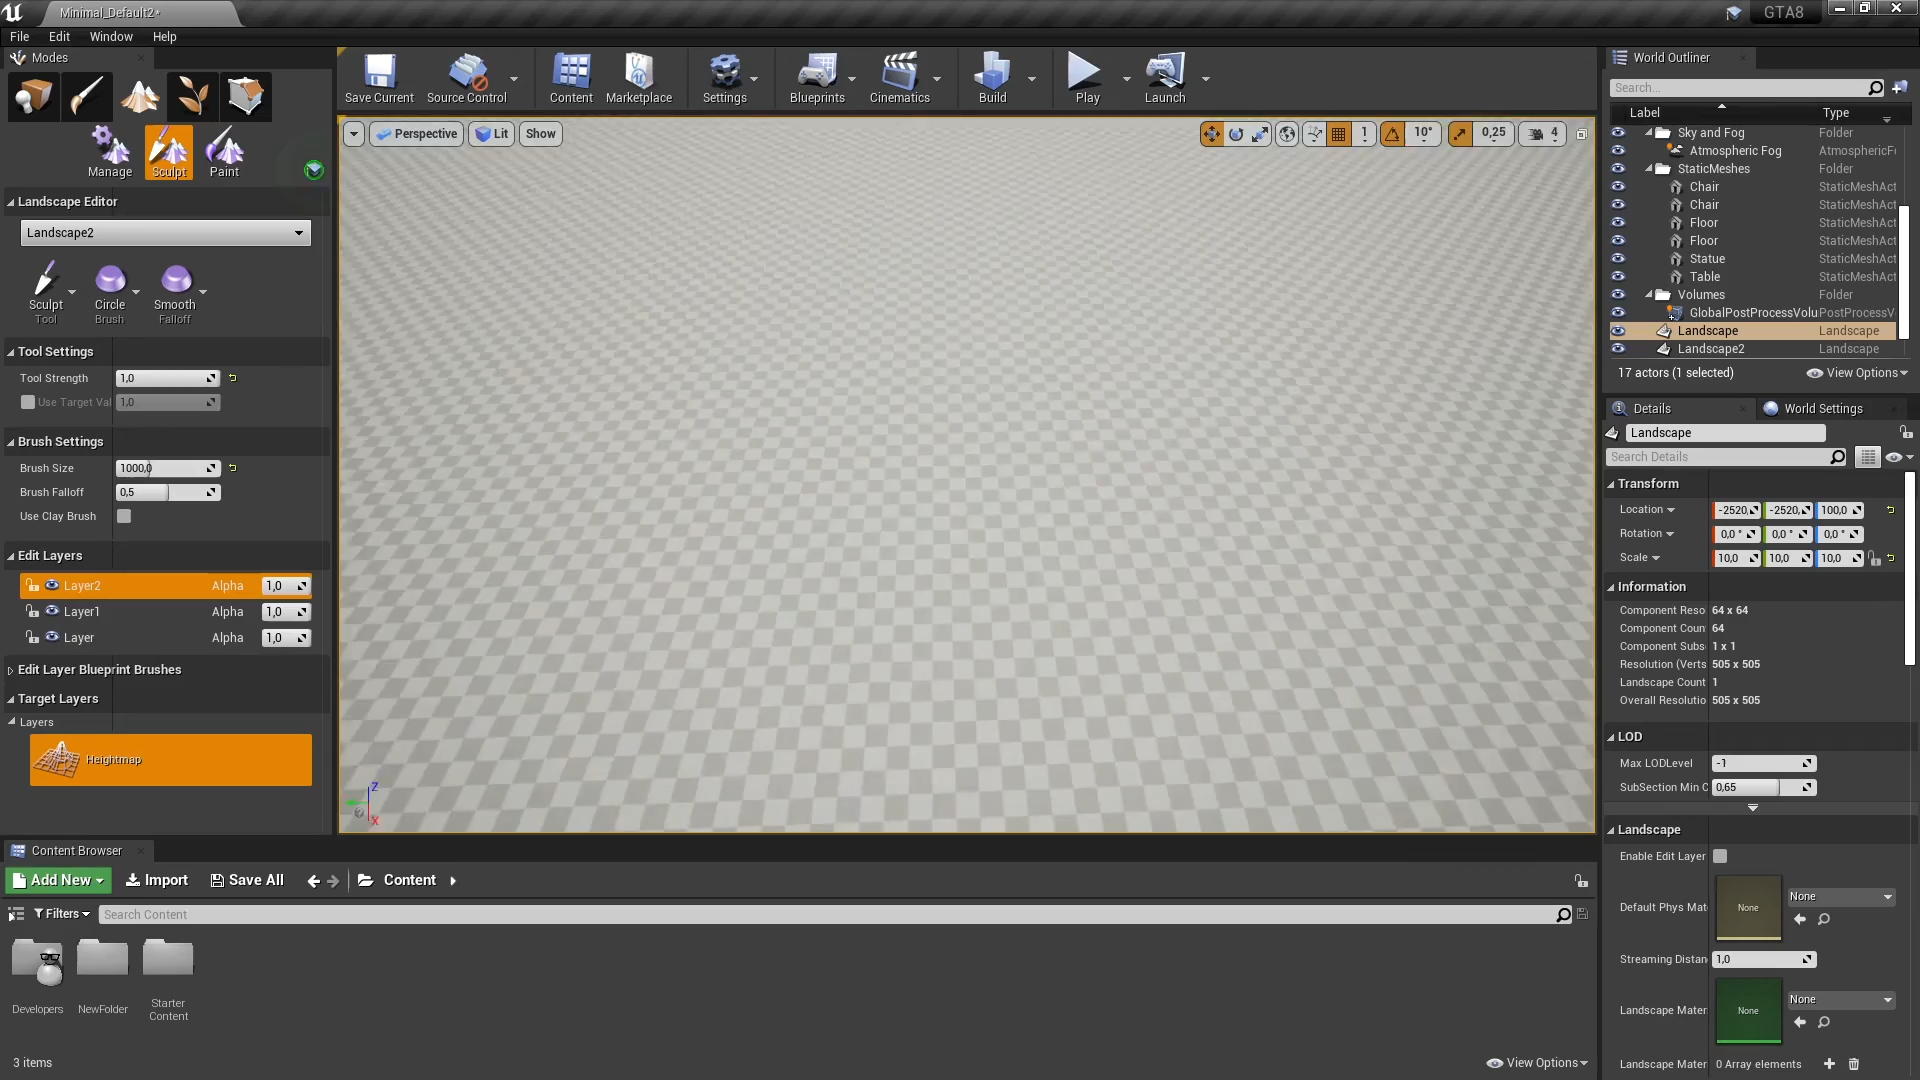 Minimal_Default2*
GTA8
File Edit Window Help
Modes
Manage Sculpt Paint
Landscape Editor
Landscape2
Sculpt Circle Smooth
Tool Brush Falloff
Tool Settings
Tool Strength 1,0
Use Target Val 1,0
Brush Settings
Brush Size 1000,0
Brush Falloff 0,5
Use Clay Brush
Edit Layers
Layer2 Alpha 1,0
Layer1 Alpha 1,0
Layer Alpha 1,0
Edit Layer Blueprint Brushes
Target Layers
Layers
Heightmap
Save Current Source Control Content Marketplace Settings Blueprints Cinematics Build Play Launch
Perspective Lit Show
1 10° 0,25 4
Z
X
World Outliner
Search...
Label Type
Sky and Fog Folder
Atmospheric Fog AtmosphericF
StaticMeshes Folder
Chair StaticMeshAct
Chair StaticMeshAct
Floor StaticMeshAct
Floor StaticMeshAct
Statue StaticMeshAct
Table StaticMeshAct
Volumes Folder
GlobalPostProcessVolu PostProcessV
Landscape Landscape
Landscape2 Landscape
17 actors (1 selected) View Options
Details World Settings
Landscape
Search Details
Transform
Location -2520, -2520, 100,0
Rotation 0,0 ° 0,0 ° 0,0 °
Scale 10,0 10,0 10,0
Information
Component Reso 64 x 64
Component Coun 64
Component Subs 1 x 1
Resolution (Verts 505 x 505
Landscape Count 1
Overall Resolutio 505 x 505
LOD
Max LODLevel -1
SubSection Min C 0,65
Landscape
Enable Edit Layer
Default Phys Mat None None
Streaming Distan 1,0
Landscape Mater None None
Landscape Mater 0 Array elements
Content Browser
Add New Import Save All Content
Filters Search Content
Developers NewFolder Starter
Content
3 items View Options